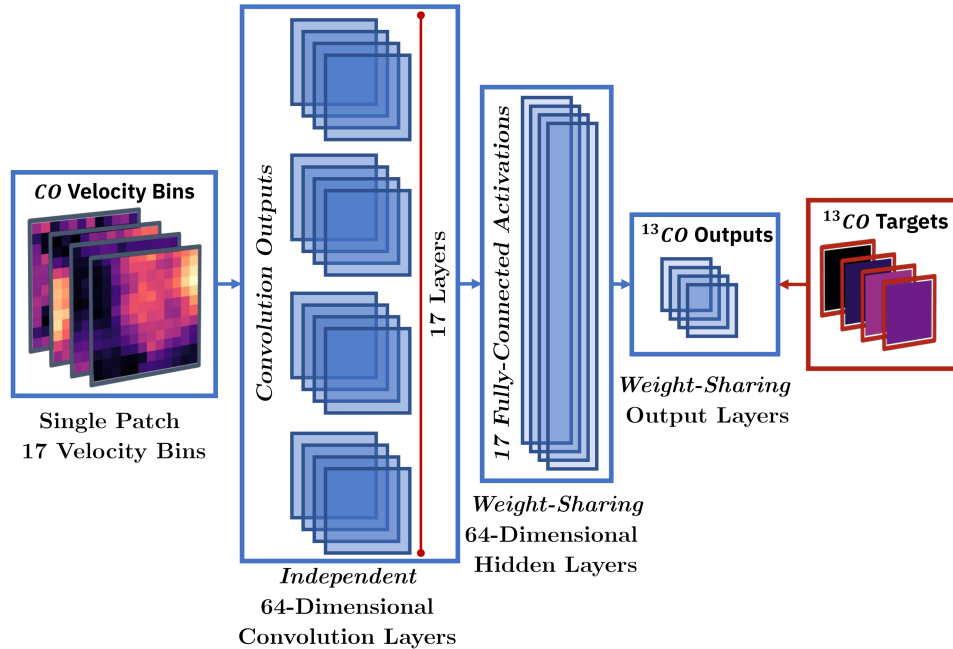 CO Velocity Bins
Single Patch
17 Velocity Bins
Convolution Outputs
17 Layers
Independent
64-Dimensional
Convolution Layers
17 Fully-Connected Activations
Weight-Sharing
64-Dimensional
Hidden Layers
¹³CO Outputs
Weight-Sharing
Output Layers
¹³CO Targets